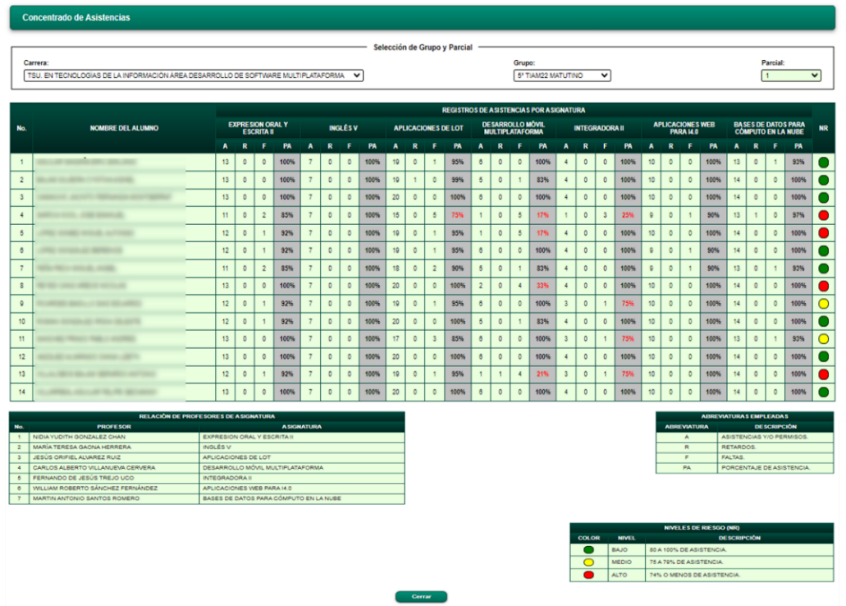 Concentrado de Asistencias
Selección de Grupo y Parcial
Carrera: Grupo: Parcial:
TSU. EN TECNOLOGÍAS DE LA INFORMACIÓN ÁREA DESARROLLO DE SOFTWARE MULTIPLATAFORMA 5º TIAM22 MATUTINO 1
REGISTROS DE ASISTENCIAS POR ASIGNATURA
No. NOMBRE DEL ALUMNO EXPRESION ORAL Y ESCRITA II INGLÉS V APLICACIONES DE LOT DESARROLLO MÓVIL MULTIPLATAFORMA INTEGRADORA II APLICACIONES WEB PARA I4.0 BASES DE DATOS PARA CÓMPUTO EN LA NUBE NR
A R F PA A R F PA A R F PA A R F PA A R F PA A R F PA A R F PA
1 13 0 0 100% 7 0 0 100% 19 0 1 95% 6 0 0 100% 4 0 0 100% 10 0 0 100% 13 0 1 93%
2 13 0 0 100% 7 0 0 100% 19 1 0 99% 5 0 1 83% 4 0 0 100% 10 0 0 100% 14 0 0 100%
3 13 0 0 100% 7 0 0 100% 20 0 0 100% 6 0 0 100% 4 0 0 100% 10 0 0 100% 14 0 0 100%
4 11 0 2 85% 7 0 0 100% 15 0 5 75% 1 0 5 17% 1 0 3 25% 9 0 1 90% 13 1 0 97%
5 12 0 1 92% 7 0 0 100% 19 0 1 95% 1 0 5 17% 4 0 0 100% 10 0 0 100% 14 0 0 100%
6 12 0 1 92% 7 0 0 100% 19 0 1 95% 6 0 0 100% 4 0 0 100% 9 0 1 90% 14 0 0 100%
7 11 0 2 85% 7 0 0 100% 18 0 2 90% 5 0 1 83% 4 0 0 100% 9 0 1 90% 13 0 1 93%
8 13 0 0 100% 7 0 0 100% 20 0 0 100% 2 0 4 33% 4 0 0 100% 10 0 0 100% 14 0 0 100%
9 12 0 1 92% 7 0 0 100% 19 0 1 95% 6 0 0 100% 3 0 1 75% 10 0 0 100% 14 0 0 100%
10 12 0 1 92% 7 0 0 100% 20 0 0 100% 5 0 1 83% 4 0 0 100% 10 0 0 100% 14 0 0 100%
11 13 0 0 100% 7 0 0 100% 17 0 3 85% 6 0 0 100% 3 0 1 75% 10 0 0 100% 13 0 1 93%
12 13 0 0 100% 7 0 0 100% 20 0 0 100% 6 0 0 100% 4 0 0 100% 10 0 0 100% 14 0 0 100%
13 12 0 1 92% 7 0 0 100% 19 0 1 95% 1 1 4 21% 3 0 1 75% 10 0 0 100% 14 0 0 100%
14 13 0 0 100% 7 0 0 100% 20 0 0 100% 6 0 0 100% 4 0 0 100% 10 0 0 100% 14 0 0 100%
RELACIÓN DE PROFESORES DE ASIGNATURA
No. PROFESOR ASIGNATURA
1 NIDIA YUDITH GONZALEZ CHAN EXPRESION ORAL Y ESCRITA II
2 MARÍA TERESA GAONA HERRERA INGLÉS V
3 JESÚS ORIFIEL ALVAREZ RUIZ APLICACIONES DE LOT
4 CARLOS ALBERTO VILLANUEVA CERVERA DESARROLLO MÓVIL MULTIPLATAFORMA
5 FERNANDO DE JESÚS TREJO UCO INTEGRADORA II
6 WILLIAM ROBERTO SÁNCHEZ FERNÁNDEZ APLICACIONES WEB PARA I4.0
7 MARTIN ANTONIO SANTOS ROMERO BASES DE DATOS PARA CÓMPUTO EN LA NUBE
ABREVIATURAS EMPLEADAS
ABREVIATURA DESCRIPCIÓN
A ASISTENCIAS Y/O PERMISOS.
R RETARDOS.
F FALTAS.
PA PORCENTAJE DE ASISTENCIA.
NIVELES DE RIESGO (NR)
COLOR NIVEL DESCRIPCIÓN
BAJO 80 A 100% DE ASISTENCIA.
MEDIO 75 A 79% DE ASISTENCIA.
ALTO 74% O MENOS DE ASISTENCIA.
Cerrar